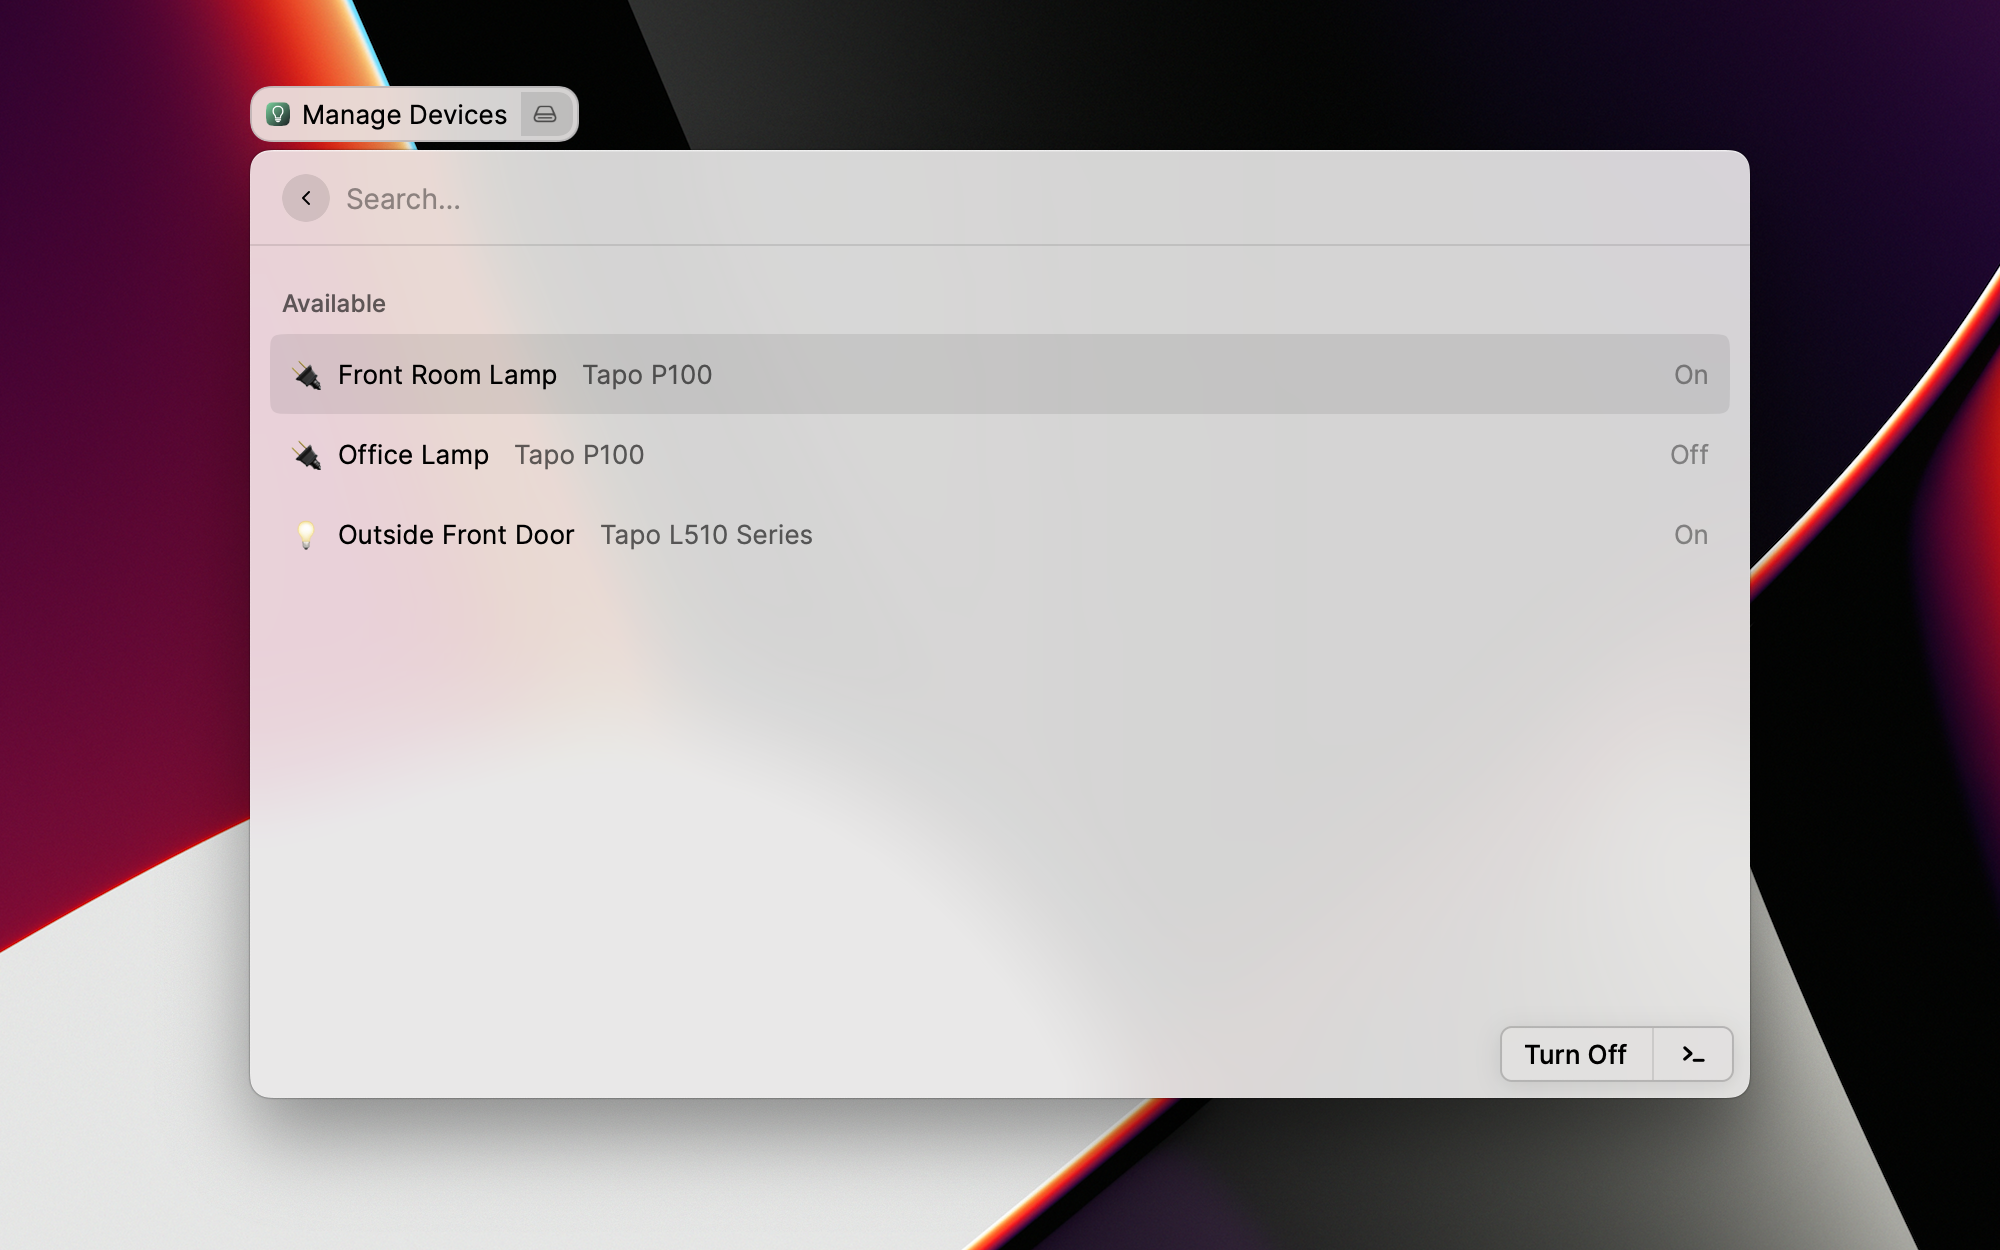 Manage Devices
Search...
Available
Front Room Lamp Tapo P100 On
Office Lamp Tapo P100 Off
Outside Front Door Tapo L510 Series On
Turn Off